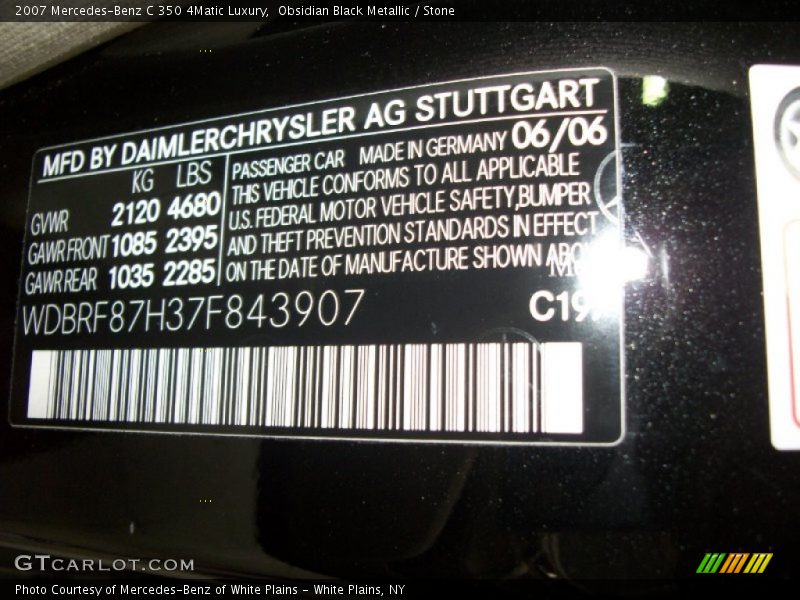 2007 Mercedes-Benz C 350 4Matic Luxury, Obsidian Black Metallic / Stone
MFD BY DAIMLERCHRYSLER AG STUTTGART
KG LBS
GVWR 2120 4680
GAWR FRONT 1085 2395
GAWR REAR 1035 2285
PASSENGER CAR MADE IN GERMANY 06/06
THIS VEHICLE CONFORMS TO ALL APPLICABLE
U.S. FEDERAL MOTOR VEHICLE SAFETY, BUMPER
AND THEFT PREVENTION STANDARDS IN EFFECT
ON THE DATE OF MANUFACTURE SHOWN ABOV
WDBRF87H37F843907
GTCARLOT.COM
Photo Courtesy of Mercedes-Benz of White Plains - White Plains, NY